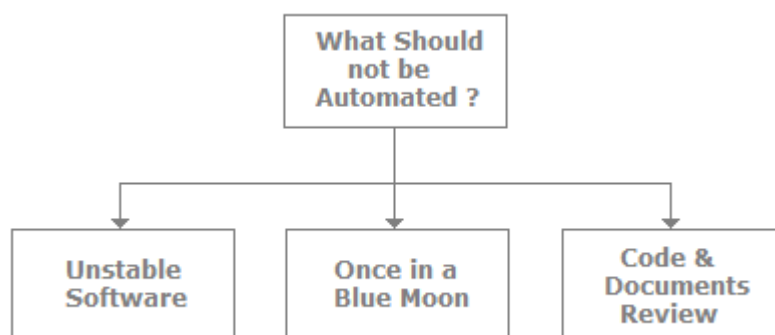 What Should
not be
Automated ?
Unstable
Software
Once in a
Blue Moon
Code &
Documents
Review